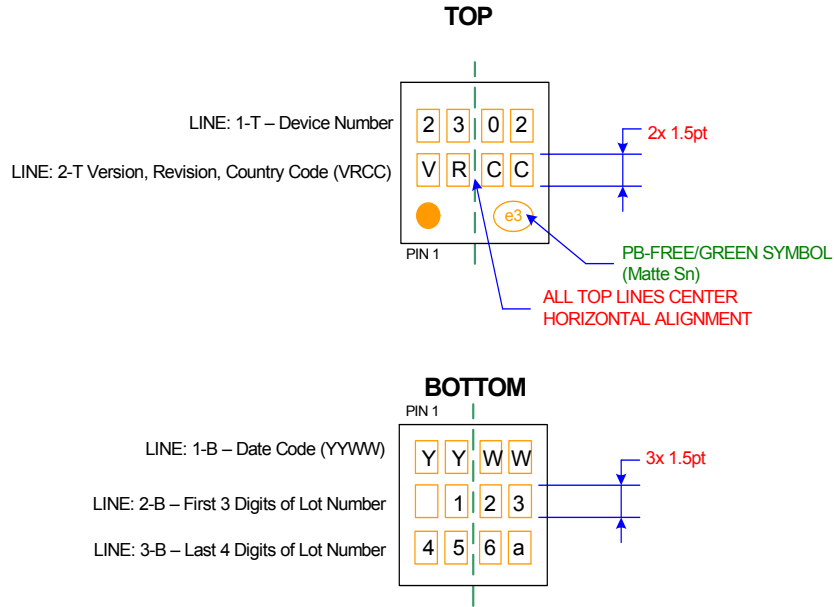 TOP
LINE: 1-T – Device Number
2 3 0 2
2x 1.5pt
LINE: 2-T Version, Revision, Country Code (VRCC)
V R C C
e3
PIN 1
PB-FREE/GREEN SYMBOL
(Matte Sn)
ALL TOP LINES CENTER
HORIZONTAL ALIGNMENT
BOTTOM
PIN 1
LINE: 1-B – Date Code (YYWW)
Y Y W W
3x 1.5pt
LINE: 2-B – First 3 Digits of Lot Number
1 2 3
LINE: 3-B – Last 4 Digits of Lot Number
4 5 6 a